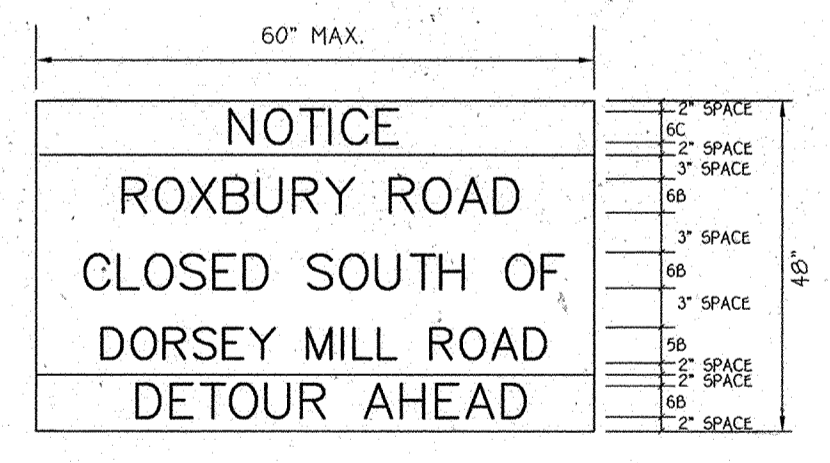 60" MAX.
NOTICE
ROXBURY ROAD
CLOSED SOUTH OF
DORSEY MILL ROAD
DETOUR AHEAD
2" SPACE
6C
2" SPACE
3" SPACE
6B
3" SPACE
6B
3" SPACE
5B
2" SPACE
2" SPACE
6B
2" SPACE
48"